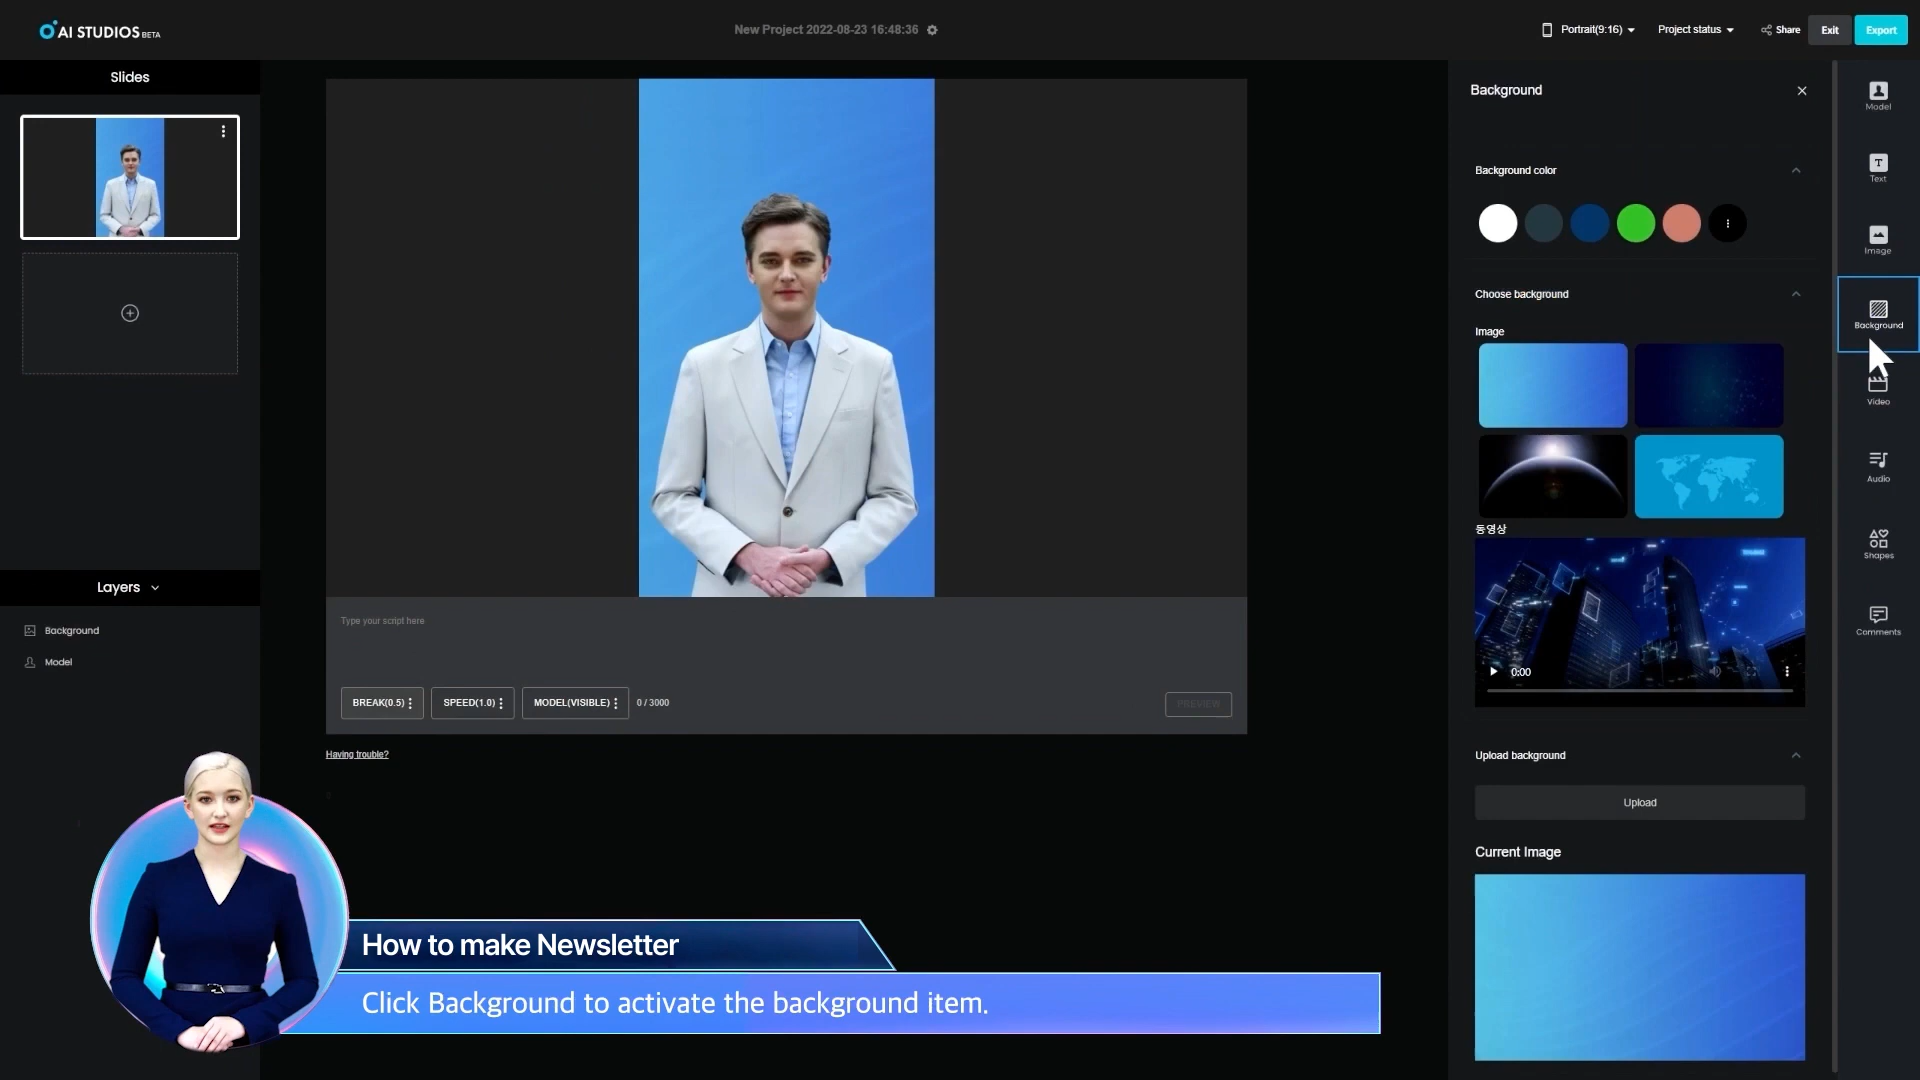 AI STUDIOS BETA
New Project 2022-08-23 16:48:36
Portrait(9:16)
Project status
Share
Exit
Export
Slides
Layers
Background
Model
Type your script here
BREAK(0.5)
SPEED(1.0)
MODEL(VISIBLE)
0 / 3000
PREVIEW
Having trouble?
Background
Background color
Choose background
Image
동영상
0:00
Upload background
Upload
Current Image
Model
Text
Image
Background
Video
Audio
Shapes
Comments
How to make Newsletter
Click Background to activate the background item.